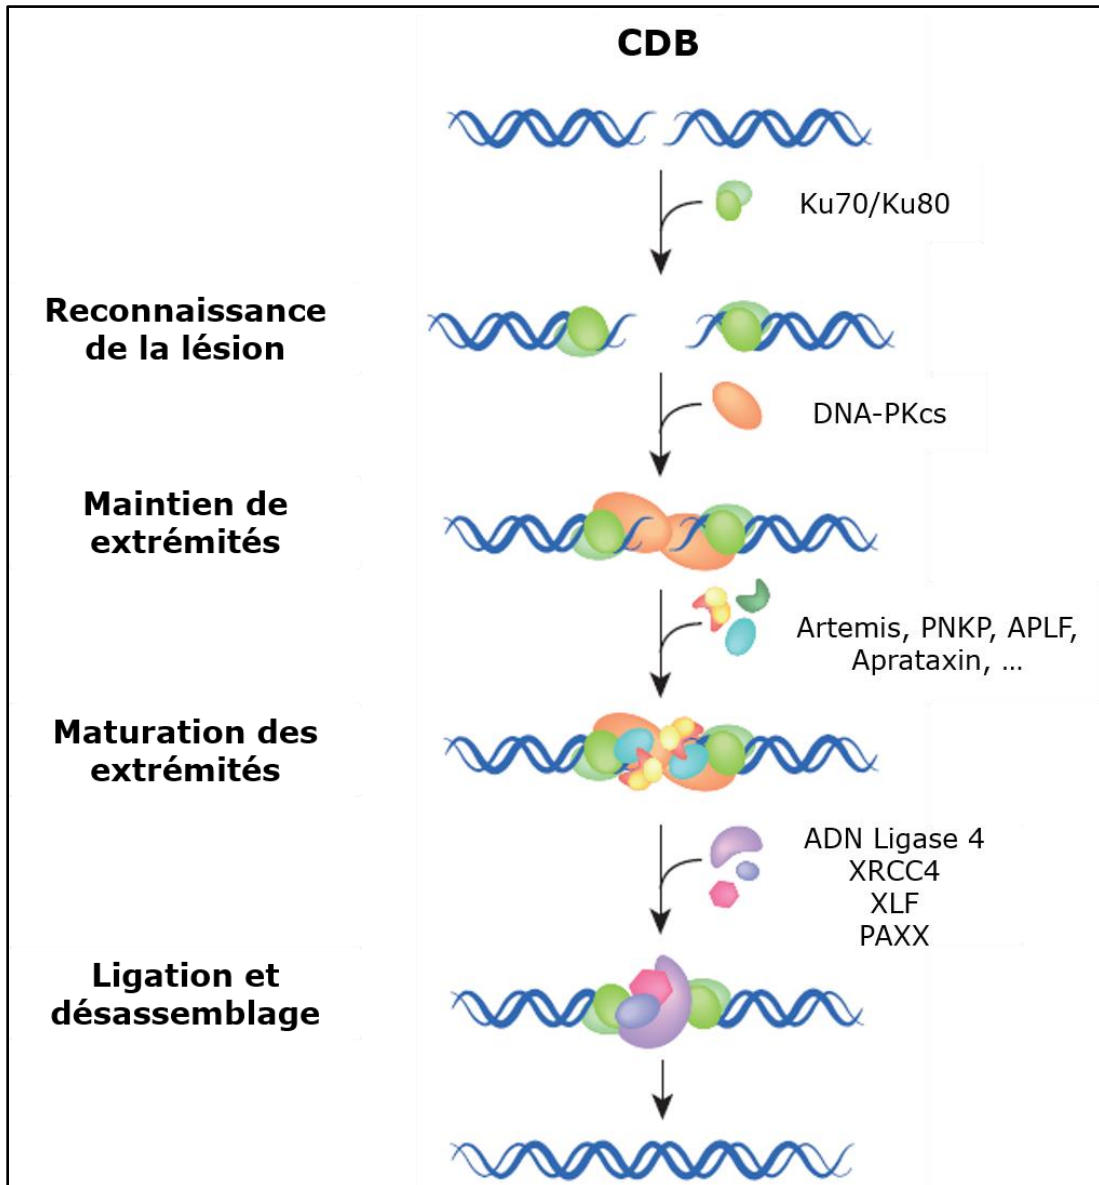 CDB
Ku70/Ku80
Reconnaissance
de la lésion
DNA-PKcs
Maintien de
extrémités
Artemis, PNKP, APLF,
Aprataxin, ...
Maturation des
extrémités
ADN Ligase 4
XRCC4
XLF
PAXX
Ligation et
désassemblage